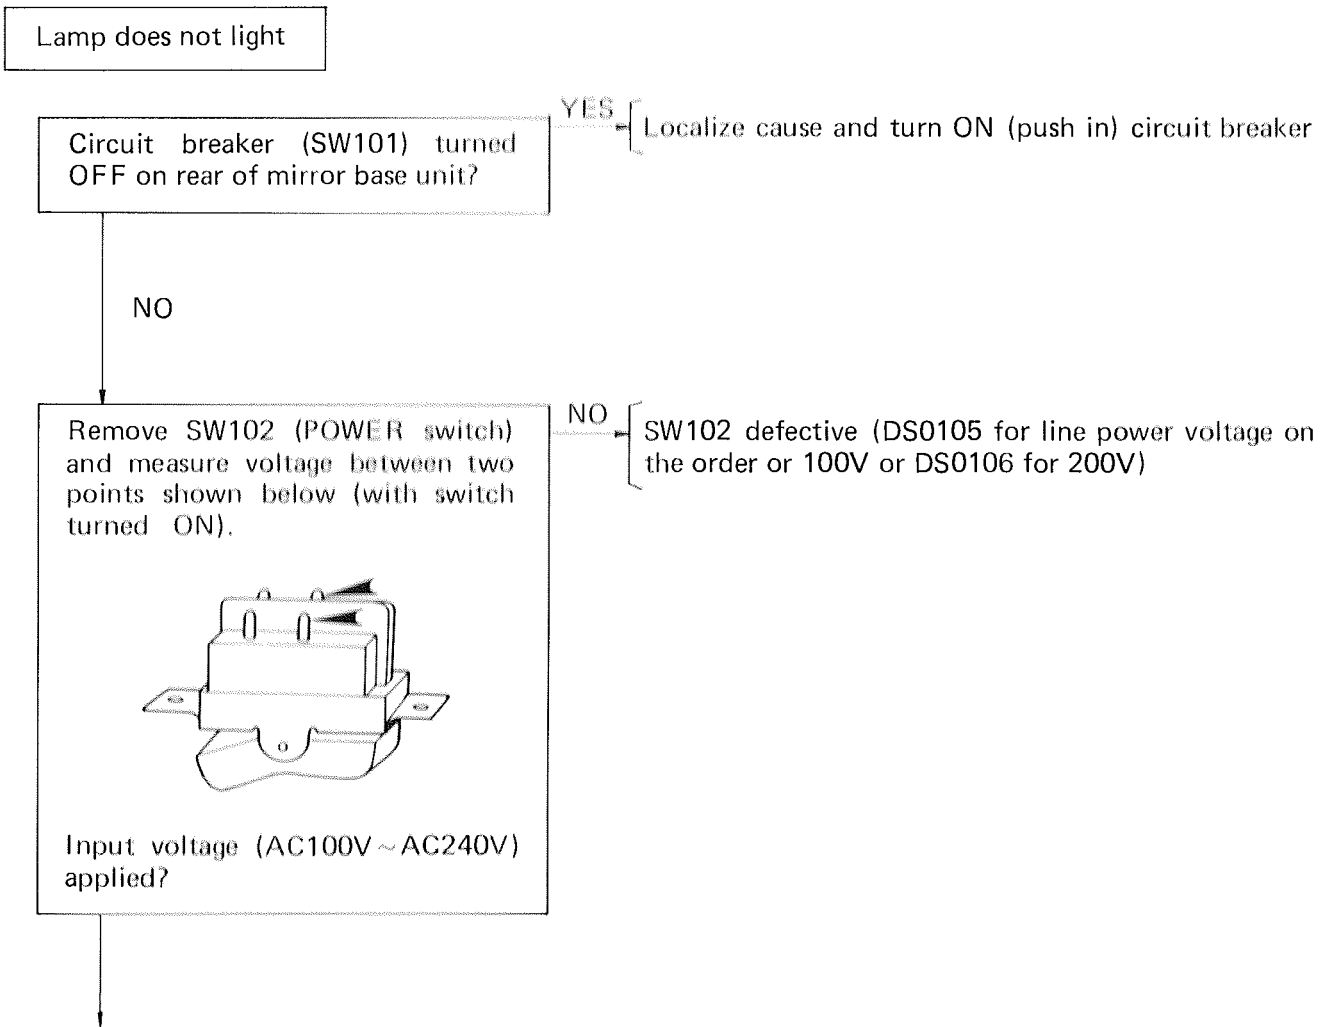 Lamp does not light
Circuit breaker (SW101) turned
OFF on rear of mirror base unit?
YES
Localize cause and turn ON (push in) circuit breaker
NO
Remove SW102 (POWER switch)
and measure voltage between two
points shown below (with switch
turned ON).
NO
SW102 defective (DS0105 for line power voltage on
the order or 100V or DS0106 for 200V)
Input voltage (AC100V~AC240V)
applied?